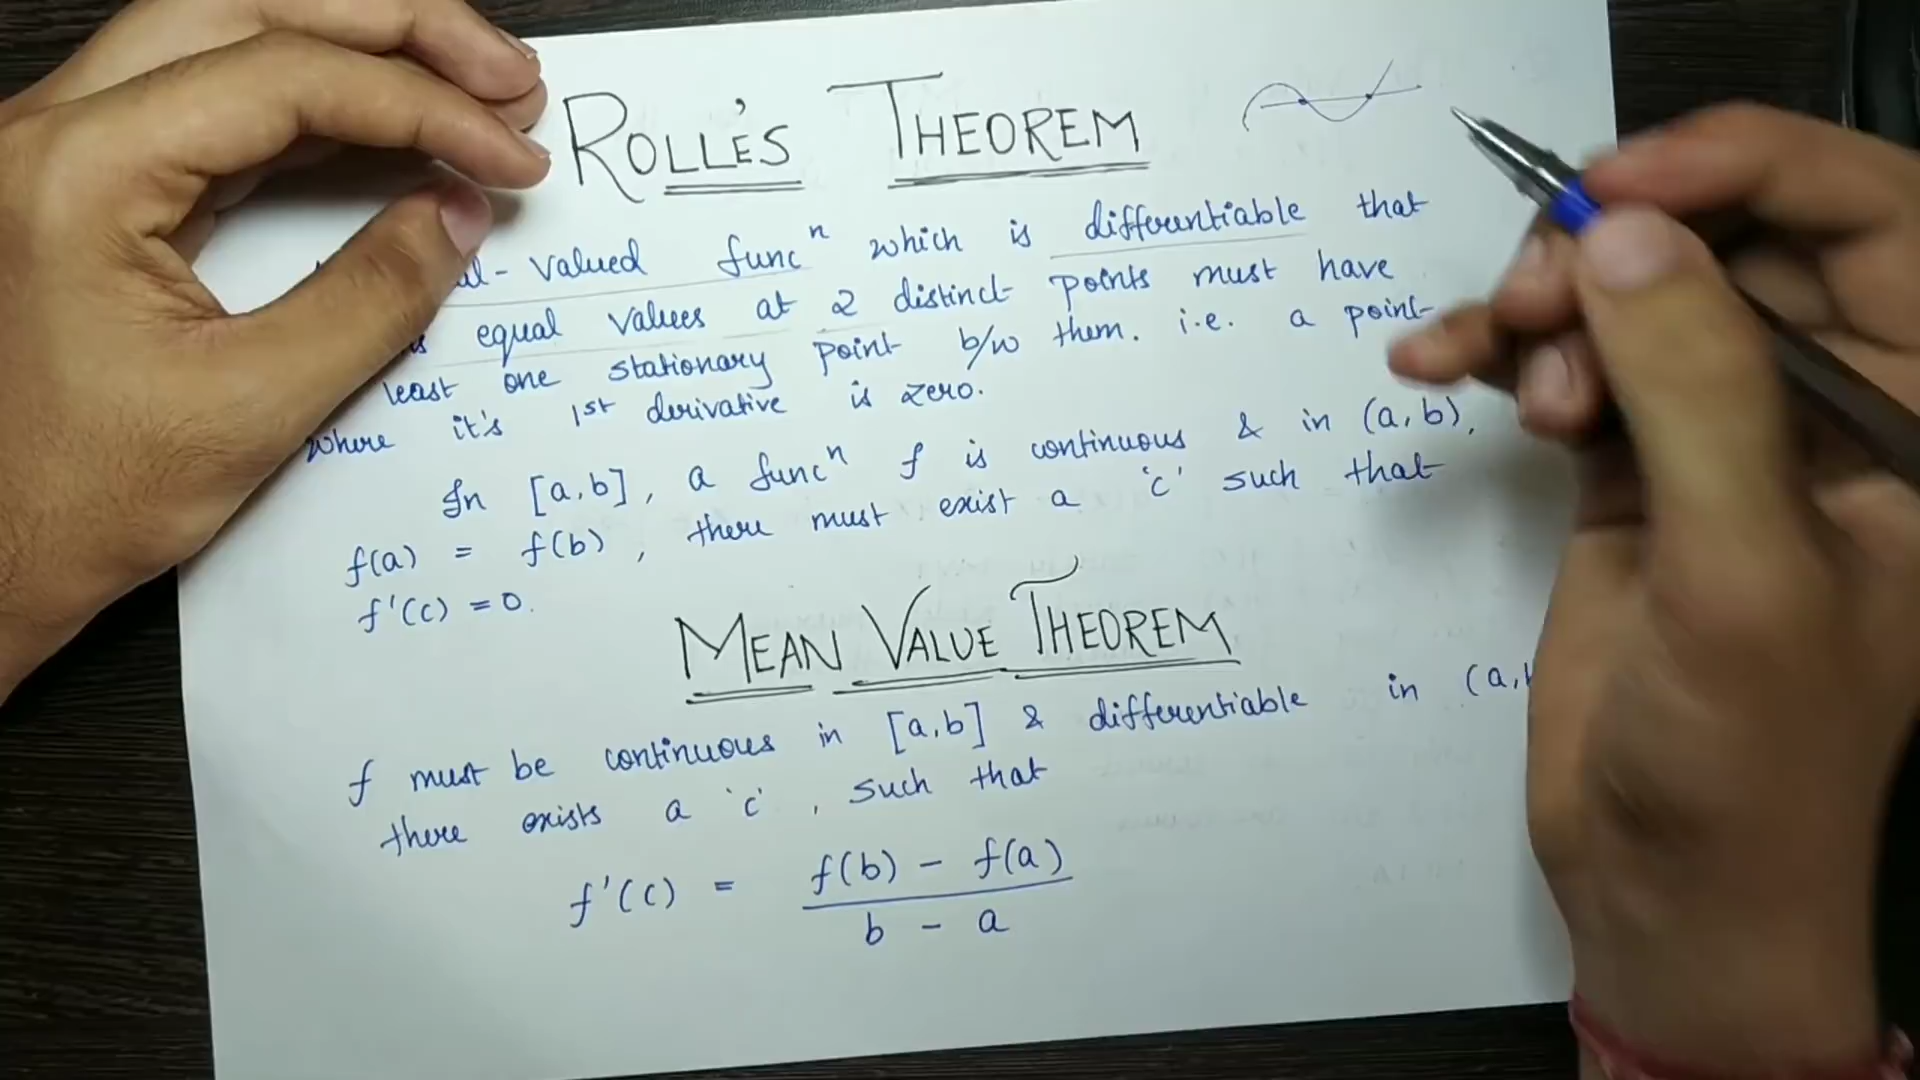 ROLLE'S THEOREM
- valued funcⁿ which is differentiable that
equal values at 2 distinct points must have
least one stationary point b/w them. i.e. a point
where it's 1st derivative is zero.
In [a,b], a funcⁿ f is continuous & in (a,b),
f(a) = f(b), there must exist a 'c' such that
f'(c) = 0.
MEAN VALUE THEOREM
f must be continuous in [a,b] & differentiable in (a,
there exists a 'c', such that
f'(c) = f(b) - f(a)
b - a